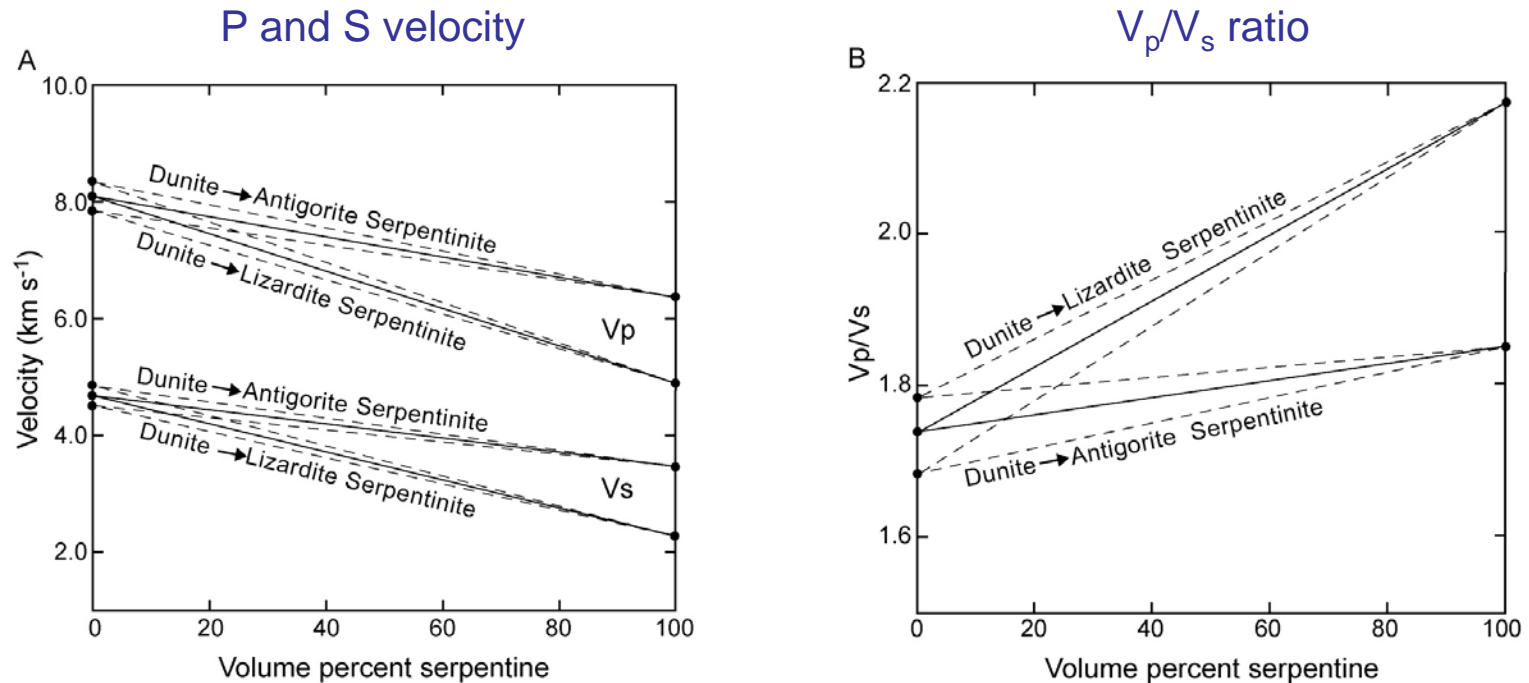 P and S velocity
A
10.0
8.0
6.0
4.0
2.0
Velocity (km s⁻¹)
Dunite→Antigorite Serpentinite
Dunite→Lizardite Serpentinite
Vp
Dunite→Antigorite Serpentinite
Dunite→Lizardite Serpentinite
Vs
0 20 40 60 80 100
Volume percent serpentine
Vₚ/Vₛ ratio
B
2.2
2.0
1.8
1.6
Vp/Vs
Dunite→Lizardite Serpentinite
Dunite→Antigorite Serpentinite
0 20 40 60 80 100
Volume percent serpentine